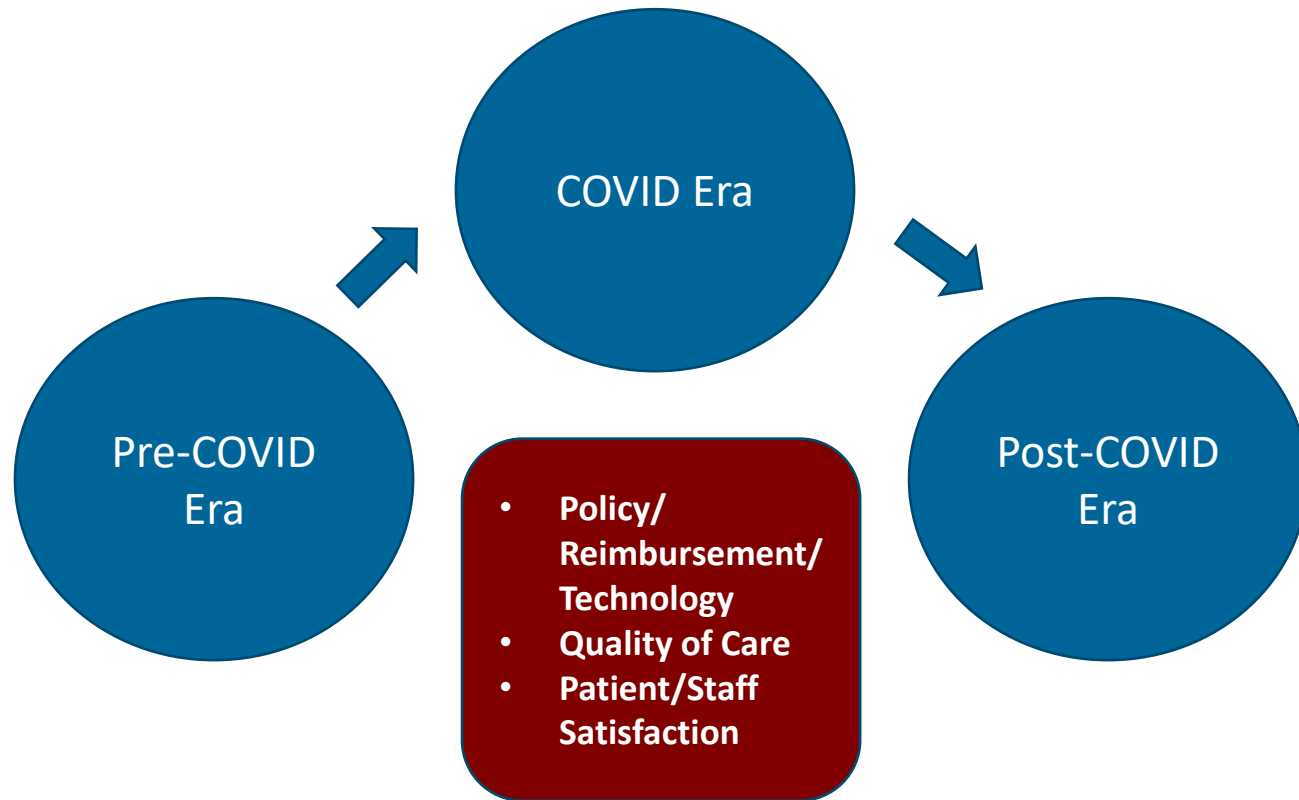 COVID Era
Pre-COVID
Era
Post-COVID
Era
• Policy/
Reimbursement/
Technology
• Quality of Care
• Patient/Staff
Satisfaction